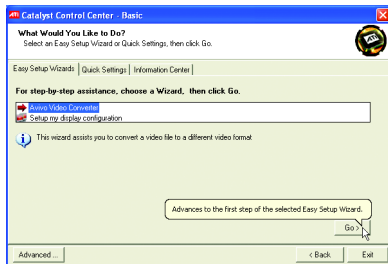 ATI Catalyst Control Center - Basic
What Would You Like to Do?
Select an Easy Setup Wizard or Quick Settings, then click Go.
ATI
Easy Setup Wizards
Quick Settings
Information Center
For step-by-step assistance, choose a Wizard, then click Go.
Avivo Video Converter
Setup my display configuration
This wizard assists you to convert a video file to a different video format
Advances to the first step of the selected Easy Setup Wizard.
Go >
Advanced ...
< Back
Exit